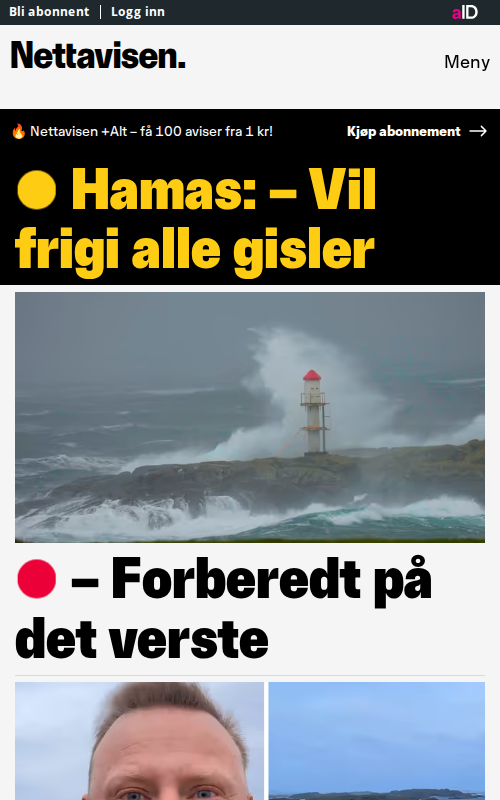 Bli abonnent | Logg inn
aID
Nettavisen.
Meny
🔥 Nettavisen +Alt – få 100 aviser fra 1 kr!
Kjøp abonnement →
Hamas: – Vil
frigi alle gisler
– Forberedt på
det verste